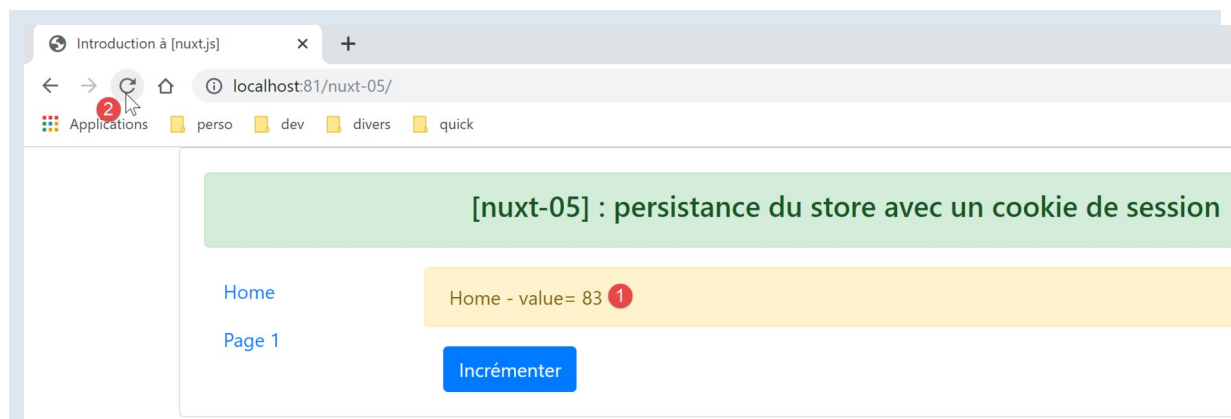 Introduction à [nuxt.js]
localhost:81/nuxt-05/
2
Applications perso dev divers quick
[nuxt-05] : persistance du store avec un cookie de session
Home
Home - value= 83 1
Page 1
Incrémenter